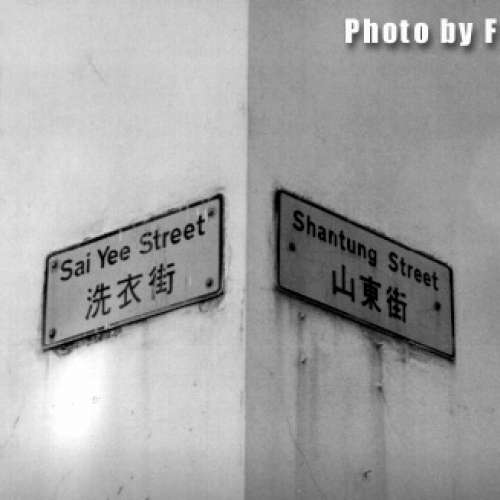 Photo by F
Sai Yee Street
洗衣街
Shantung Street
山東街